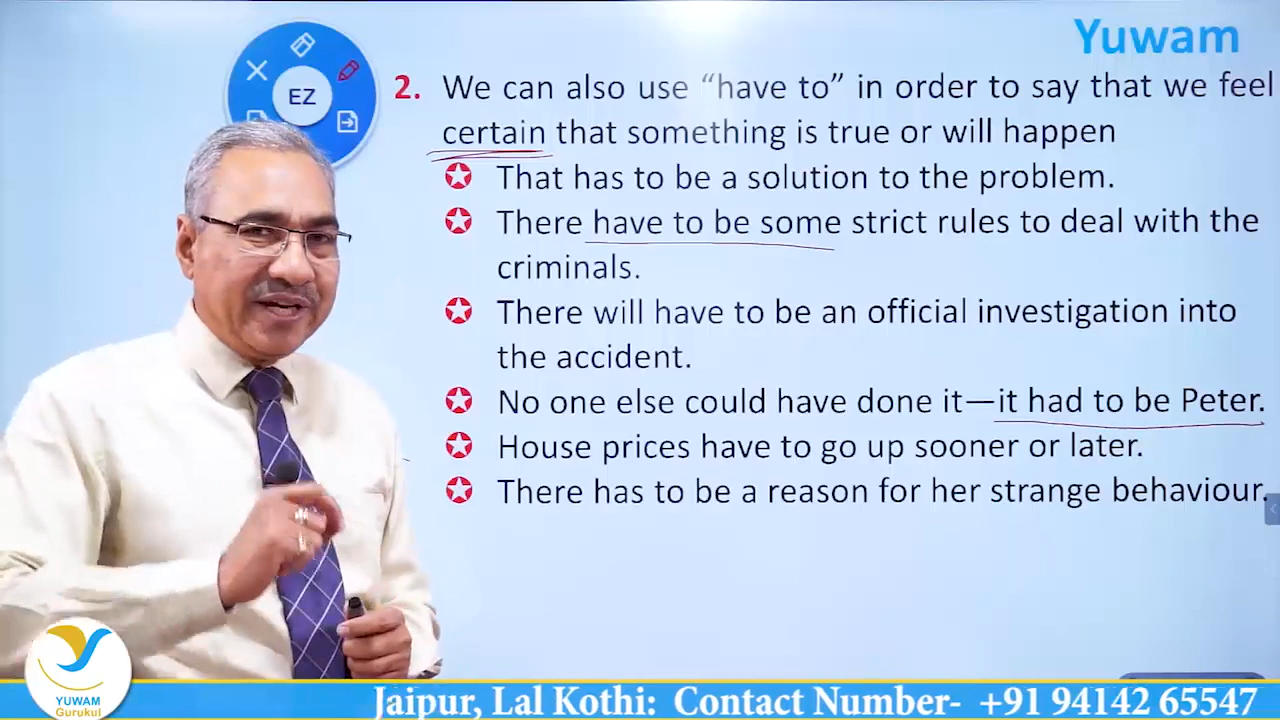 Yuwam
EZ
2. We can also use “have to” in order to say that we feel
certain that something is true or will happen
That has to be a solution to the problem.
There have to be some strict rules to deal with the
criminals.
There will have to be an official investigation into
the accident.
No one else could have done it—it had to be Peter.
House prices have to go up sooner or later.
There has to be a reason for her strange behaviour.
YUWAM
Gurukul
Jaipur, Lal Kothi: Contact Number- +91 94142 65547